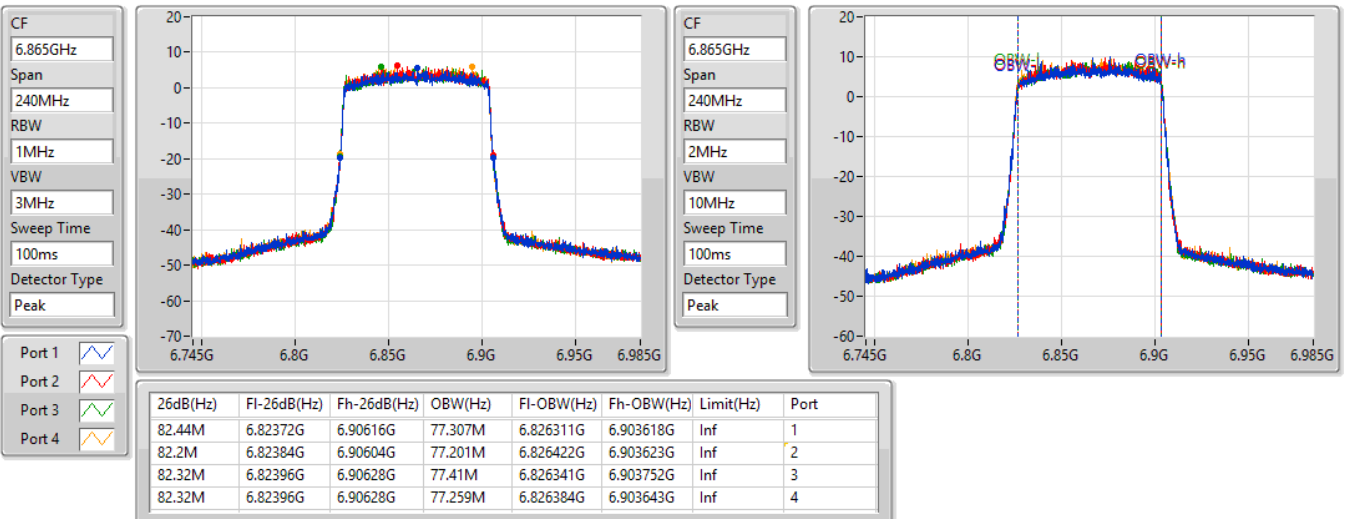 CF
6.865GHz
Span
240MHz
RBW
1MHz
VBW
3MHz
Sweep Time
100ms
Detector Type
Peak
Port 1
Port 2
Port 3
Port 4
20
10
0
-10
-20
-30
-40
-50
-60
-70
6.745G 6.8G 6.85G 6.9G 6.95G 6.985G
CF
6.865GHz
Span
240MHz
RBW
2MHz
VBW
10MHz
Sweep Time
100ms
Detector Type
Peak
20
10
0
-10
-20
-30
-40
-50
-60
OBW-l OBW-h
6.745G 6.8G 6.85G 6.9G 6.95G 6.985G
26dB(Hz) Fl-26dB(Hz) Fh-26dB(Hz) OBW(Hz) Fl-OBW(Hz) Fh-OBW(Hz) Limit(Hz) Port
82.44M 6.82372G 6.90616G 77.307M 6.826311G 6.903618G Inf 1
82.2M 6.82384G 6.90604G 77.201M 6.826422G 6.903623G Inf 2
82.32M 6.82396G 6.90628G 77.41M 6.826341G 6.903752G Inf 3
82.32M 6.82396G 6.90628G 77.259M 6.826384G 6.903643G Inf 4